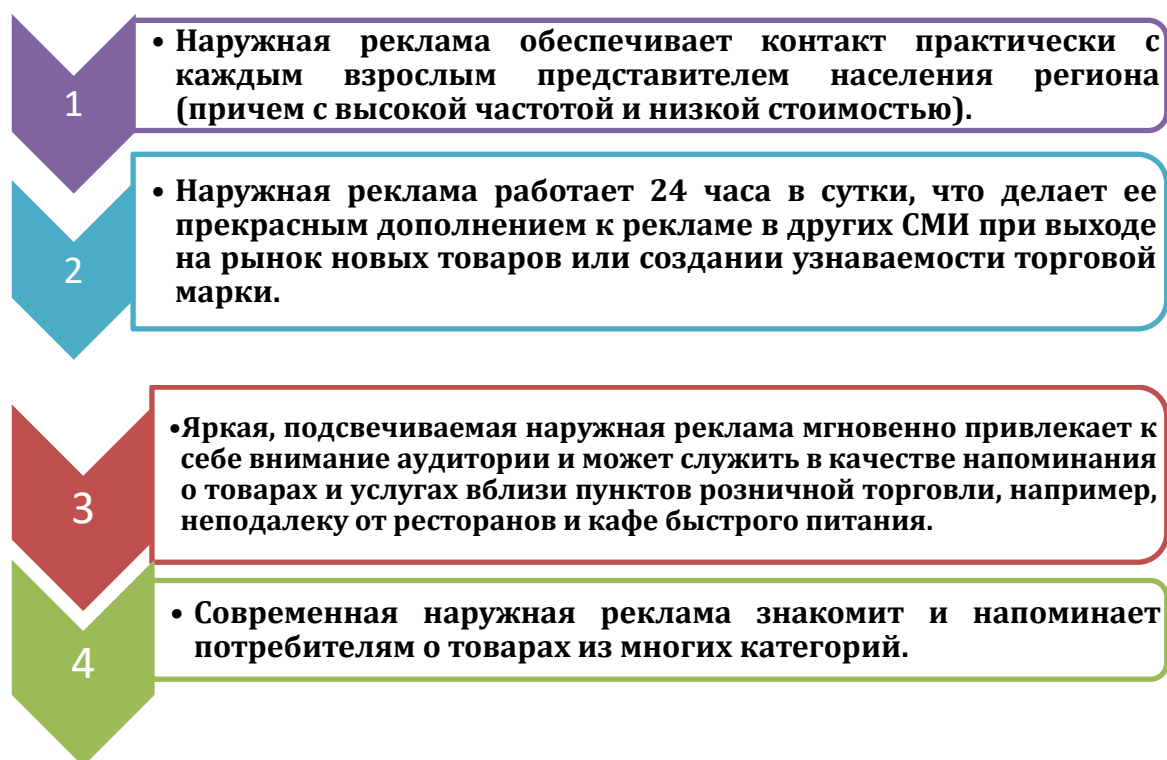 1
• Наружная реклама обеспечивает контакт практически с
каждым взрослым представителем населения региона
(причем с высокой частотой и низкой стоимостью).
2
• Наружная реклама работает 24 часа в сутки, что делает ее
прекрасным дополнением к рекламе в других СМИ при выходе
на рынок новых товаров или создании узнаваемости торговой
марки.
3
•Яркая, подсвечиваемая наружная реклама мгновенно привлекает к
себе внимание аудитории и может служить в качестве напоминания
о товарах и услугах вблизи пунктов розничной торговли, например,
неподалеку от ресторанов и кафе быстрого питания.
4
• Современная наружная реклама знакомит и напоминает
потребителям о товарах из многих категорий.